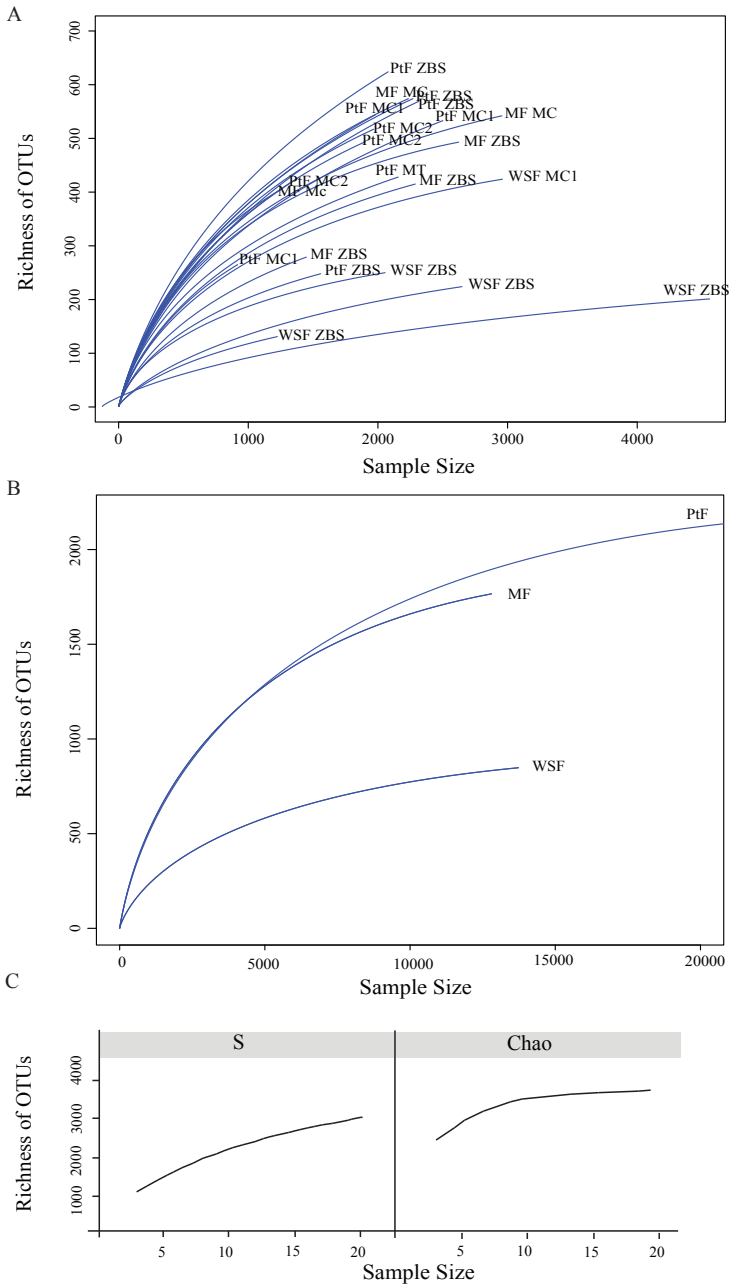 A
Richness of OTUs
700
600
500
400
300
200
100
0
PtF ZBS
MF MC
PtF ZBS
PtF ZBS
PtF MC1
PtF MC1
MF MC
PtF MC2
PtF MC2
MF ZBS
PtF MT
PtF MC2
MF ZBS
WSF MC1
MF Mc
MF ZBS
PtF MC1
PtF ZBS
WSF ZBS
WSF ZBS
WSF ZBS
WSF ZBS
0 1000 2000 3000 4000
Sample Size
B
Richness of OTUs
2000
1500
1000
500
0
PtF
MF
WSF
0 5000 10000 15000 20000
Sample Size
C
S Chao
Richness of OTUs
4000
3000
2000
1000
5 10 15 20 5 10 15 20
Sample Size